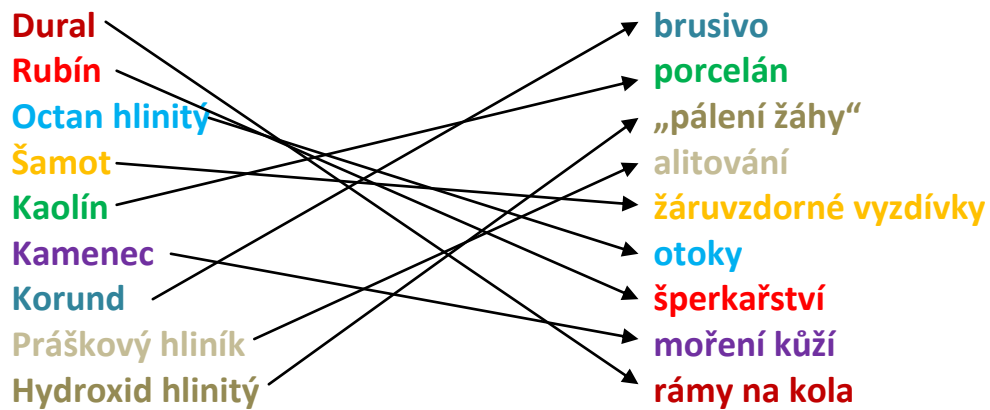 Dural
Rubín
Octan hlinitý
Šamot
Kaolín
Kamenec
Korund
Práškový hliník
Hydroxid hlinitý
brusivo
porcelán
„pálení žáhy“
alitování
žáruvzdorné vyzdívky
otoky
šperkařství
moření kůží
rámy na kola